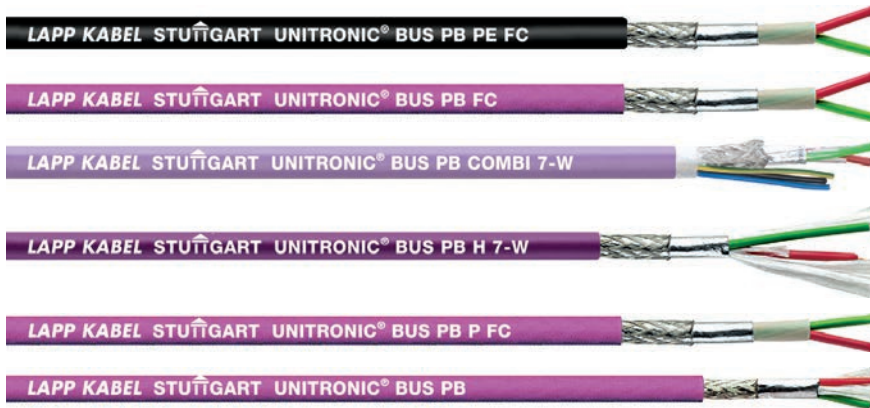 LAPP KABEL STUTTGART UNITRONIC® BUS PB PE FC
LAPP KABEL STUTTGART UNITRONIC® BUS PB FC
LAPP KABEL STUTTGART UNITRONIC® BUS PB COMBI 7-W
LAPP KABEL STUTTGART UNITRONIC® BUS PB H 7-W
LAPP KABEL STUTTGART UNITRONIC® BUS PB P FC
LAPP KABEL STUTTGART UNITRONIC® BUS PB